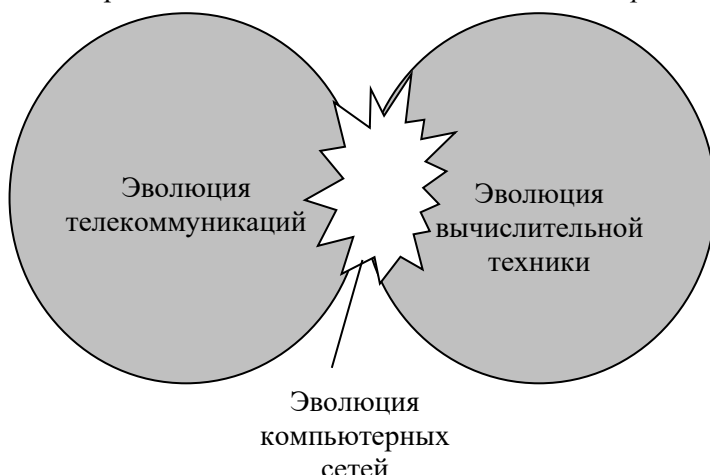 Эволюция
телекоммуникаций
Эволюция
вычислительной
техники
Эволюция
компьютерных
сетей